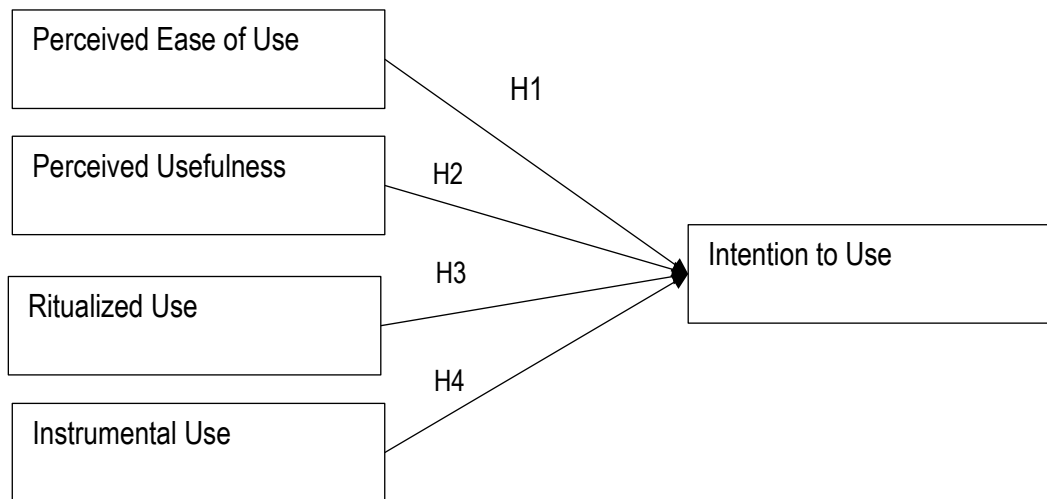 Perceived Ease of Use
H1
Perceived Usefulness
H2
Intention to Use
H3
Ritualized Use
H4
Instrumental Use